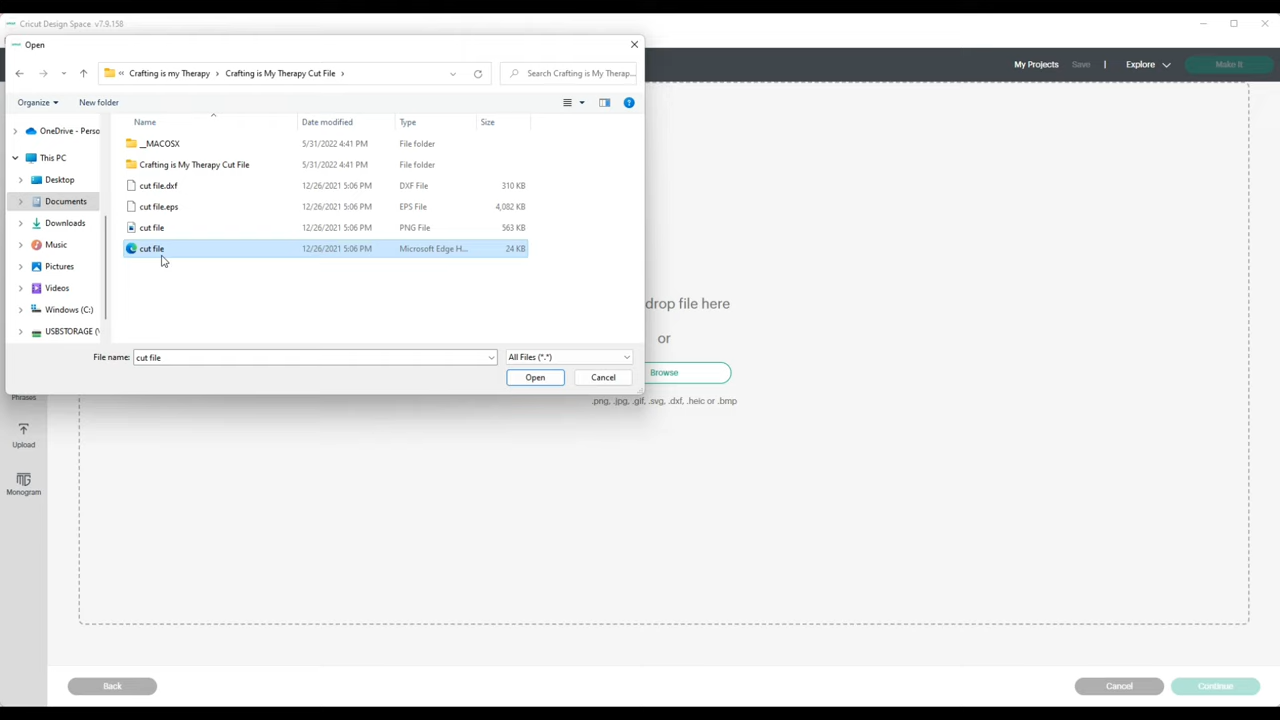 Cricut Design Space v7.9.158
Open
« Crafting is my Therapy › Crafting is My Therapy Cut File ›
Search Crafting is My Therap...
My Projects Save | Explore Make It
Organize New folder
Name Date modified Type Size
OneDrive - Perso
This PC
Desktop
Documents
Downloads
Music
Pictures
Videos
Windows (C:)
USBSTORAGE (
__MACOSX 5/31/2022 4:41 PM File folder
Crafting is My Therapy Cut File 5/31/2022 4:41 PM File folder
cut file.dxf 12/26/2021 5:06 PM DXF File 310 KB
cut file.eps 12/26/2021 5:06 PM EPS File 4,082 KB
cut file 12/26/2021 5:06 PM PNG File 563 KB
cut file 12/26/2021 5:06 PM Microsoft Edge H... 24 KB
File name: cut file All Files (*.*)
Open Cancel
drop file here
or
Browse
.png, .jpg, .gif, .svg, .dxf, .heic or .bmp
Phrases
Upload
Monogram
Back Cancel Continue